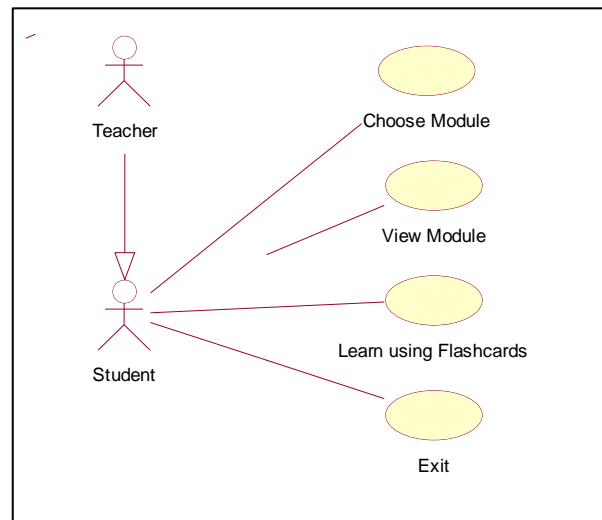 Teacher
Choose Module
View Module
Learn using Flashcards
Student
Exit